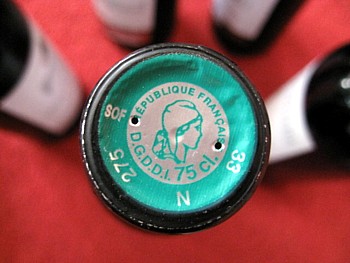 RÉPUBLIQUE FRANÇAISE
D.G.D.D.I. 75 cl.
SOF
275
N
33